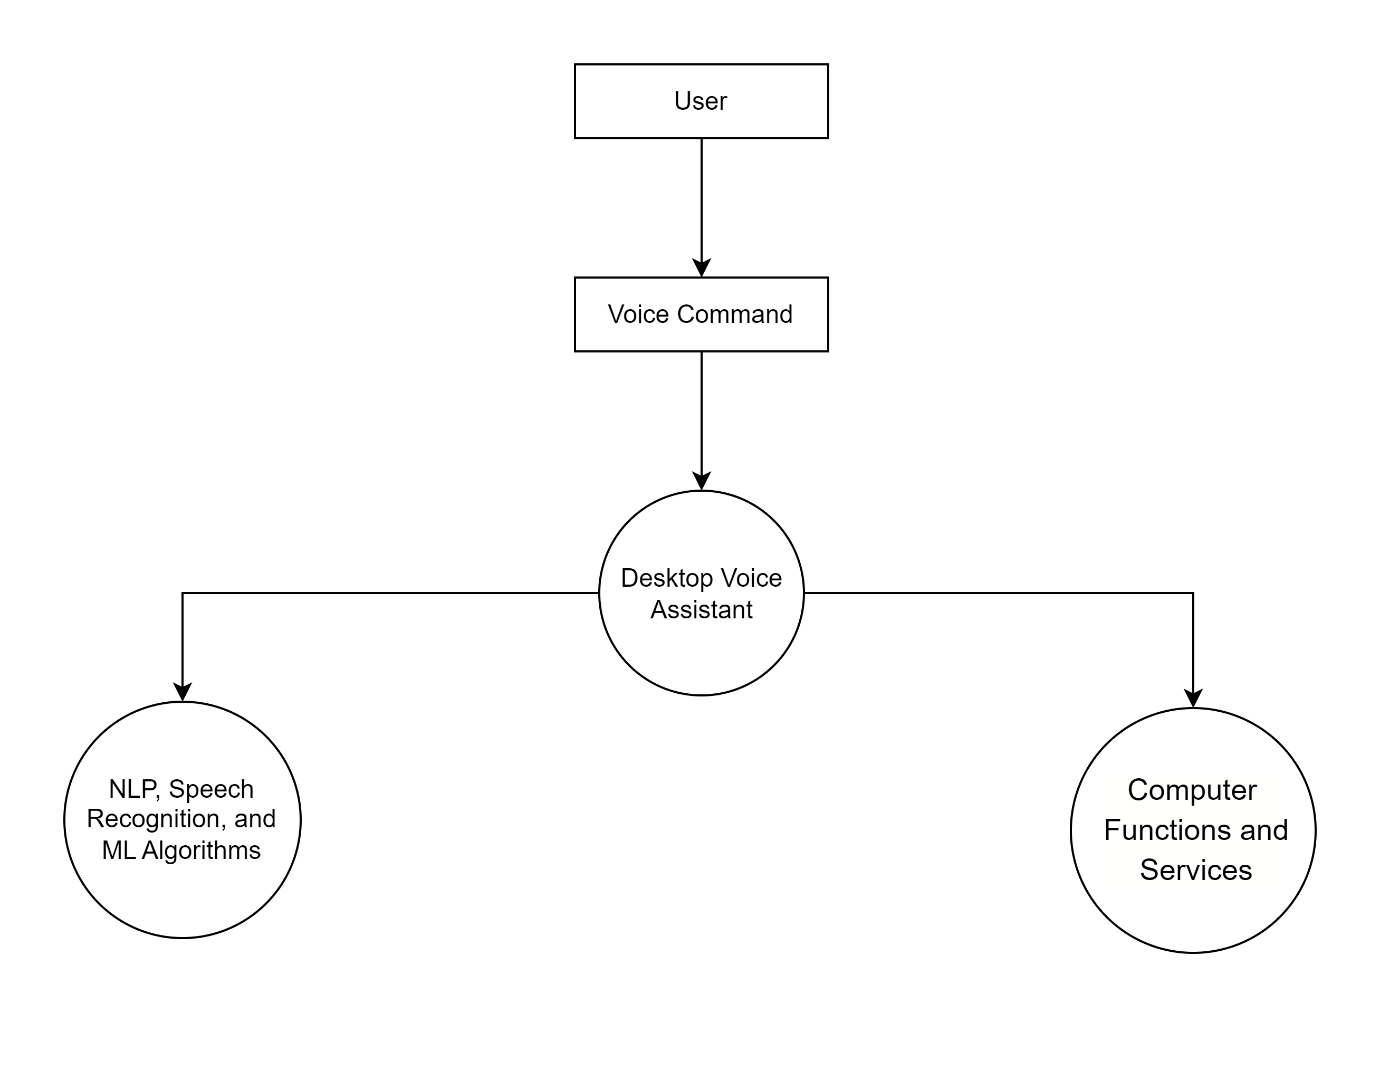 User
Voice Command
Desktop Voice
Assistant
NLP, Speech
Recognition, and
ML Algorithms
Computer
Functions and
Services